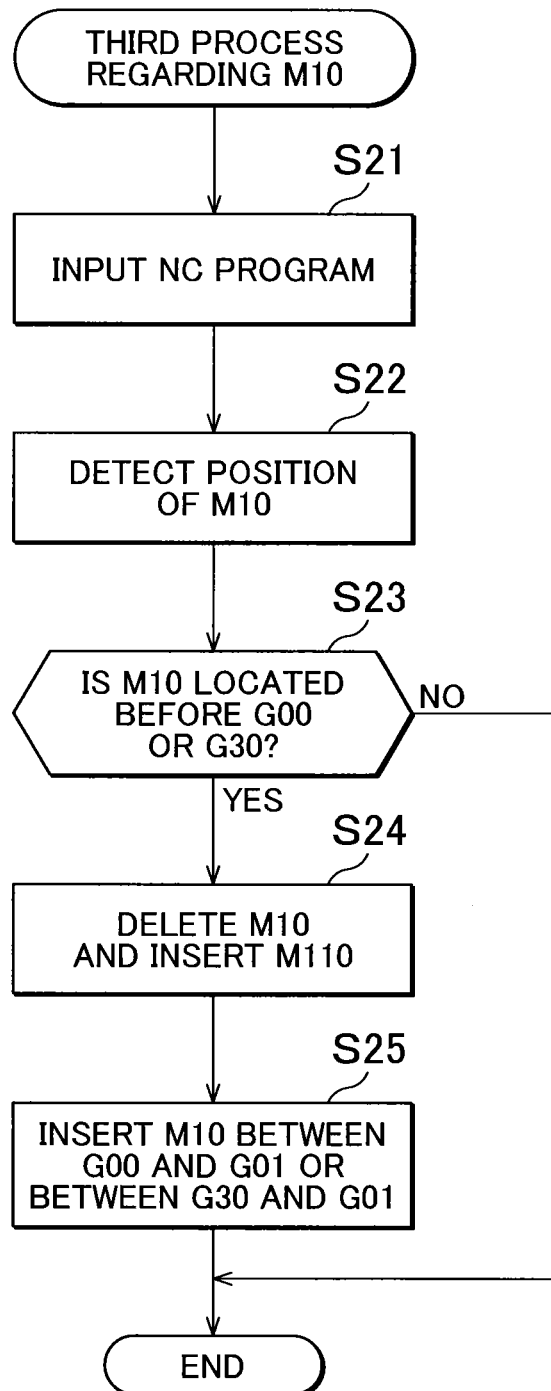 THIRD PROCESS
REGARDING M10
S21
INPUT NC PROGRAM
S22
DETECT POSITION
OF M10
S23
IS M10 LOCATED
BEFORE G00
OR G30?
NO
YES
S24
DELETE M10
AND INSERT M110
S25
INSERT M10 BETWEEN
G00 AND G01 OR
BETWEEN G30 AND G01
END